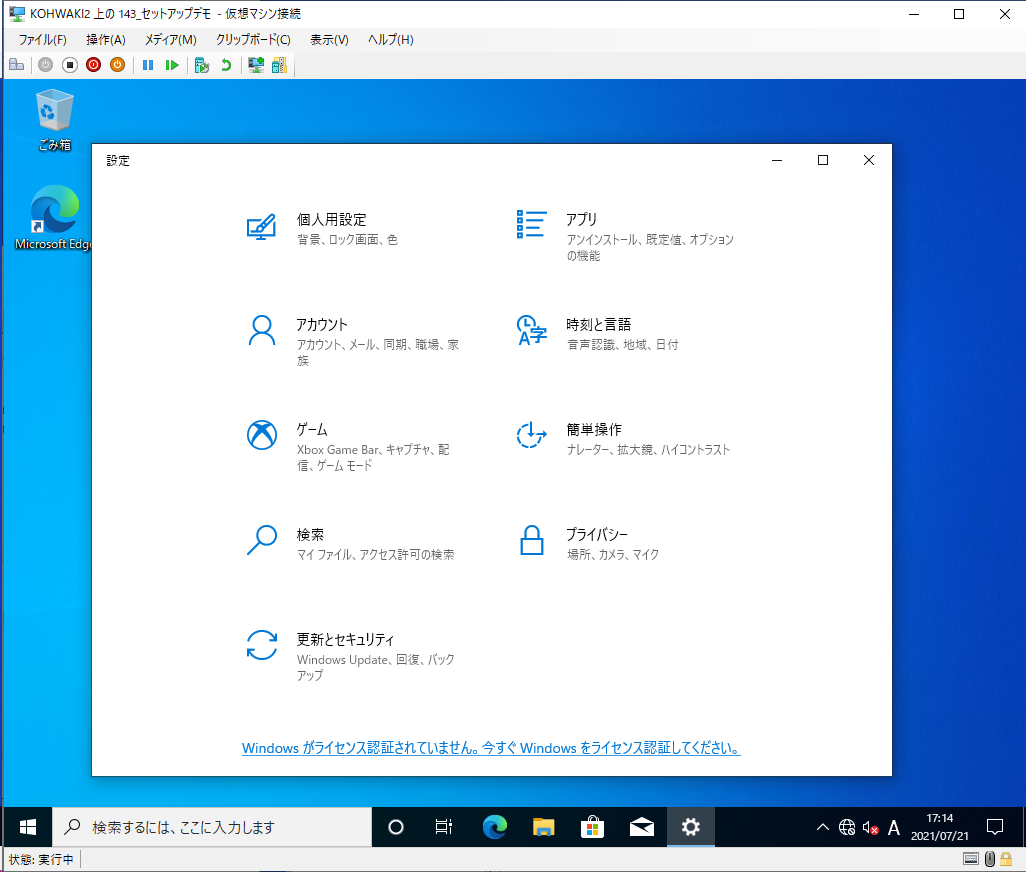 KOHWAKI2 上の 143_セットアップデモ - 仮想マシン接続
ファイル(F) 操作(A) メディア(M) クリップボード(C) 表示(V) ヘルプ(H)
ごみ箱
Microsoft Edge
設定
個人用設定
背景、ロック画面、色
アプリ
アンインストール、既定値、オプション
の機能
アカウント
アカウント、メール、同期、職場、家
族
時刻と言語
音声認識、地域、日付
ゲーム
Xbox Game Bar、キャプチャ、配
信、ゲーム モード
簡単操作
ナレーター、拡大鏡、ハイコントラスト
検索
マイ ファイル、アクセス許可の検索
プライバシー
場所、カメラ、マイク
更新とセキュリティ
Windows Update、回復、バック
アップ
Windows がライセンス認証されていません。今すぐ Windows をライセンス認証してください。
検索するには、ここに入力します
A
17:14
2021/07/21
状態: 実行中